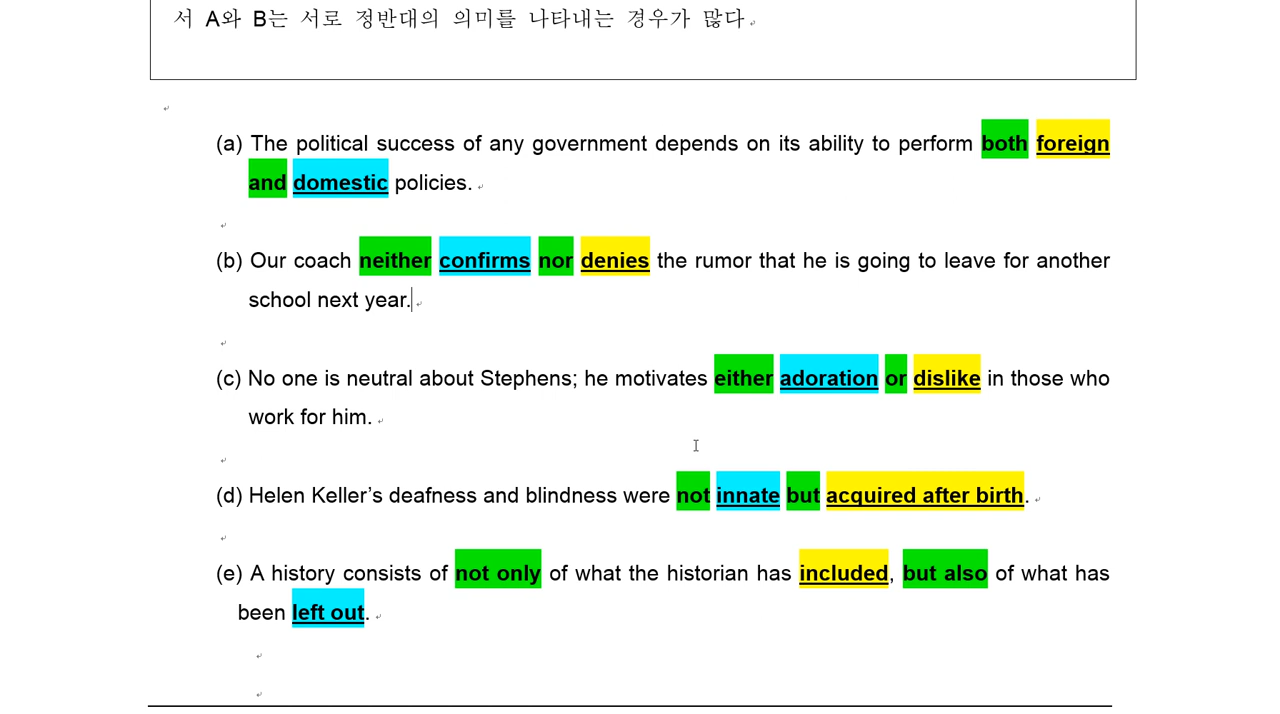 서 A와 B는 서로 정반대의 의미를 나타내는 경우가 많다.
(a) The political success of any government depends on its ability to perform both foreign
and domestic policies.
(b) Our coach neither confirms nor denies the rumor that he is going to leave for another
school next year.
(c) No one is neutral about Stephens; he motivates either adoration or dislike in those who
work for him.
(d) Helen Keller’s deafness and blindness were not innate but acquired after birth.
(e) A history consists of not only of what the historian has included, but also of what has
been left out.